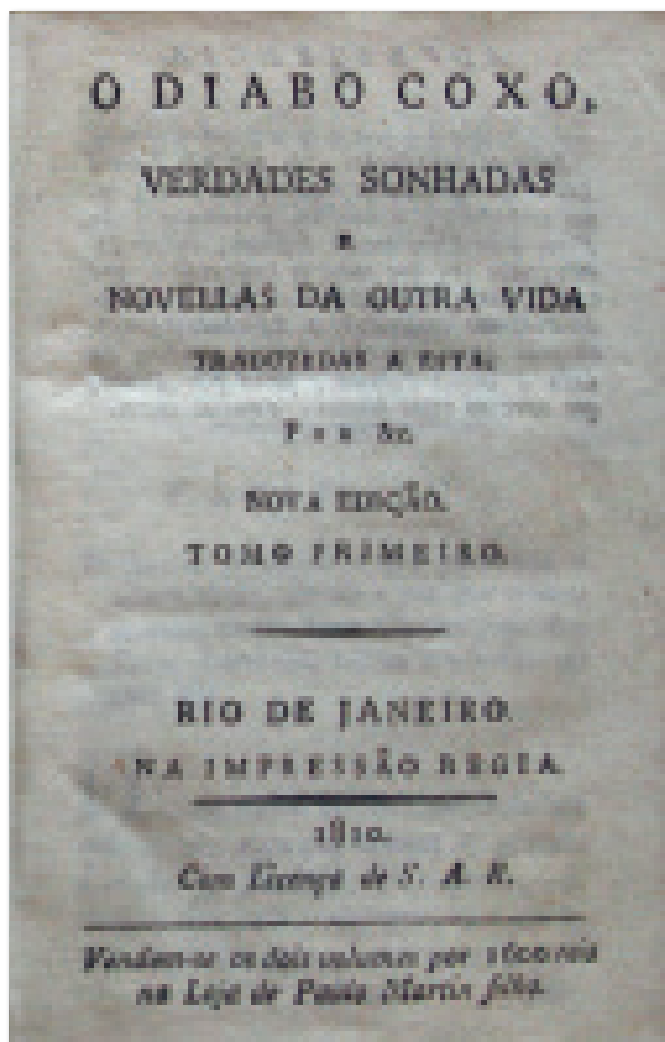 O DIABO COXO,
VERDADES SONHADAS
E
NOVELLAS DA OUTRA VIDA
TRADUZIDAS A ESTA,
POR ***
NOVA EDIÇÃO.
TOMO PRIMEIRO.
RIO DE JANEIRO.
NA IMPRESSÃO REGIA.
1810.
Com Licença de S. A. R.
Vendem-se os dois volumes por 1600 reis
na Loja de Paulo Martin filho.